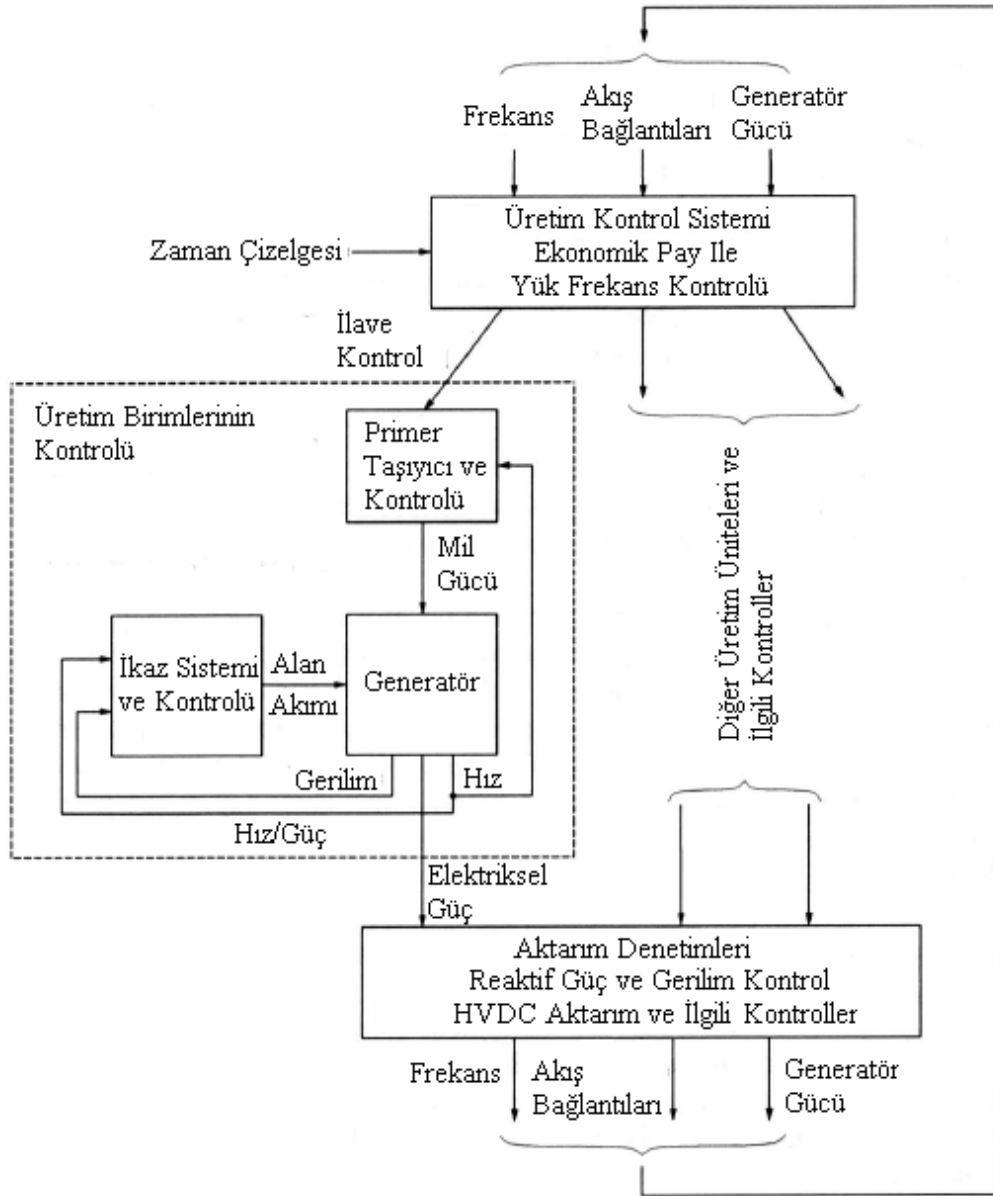 Frekans
Akış
Bağlantıları
Generatör
Gücü
Üretim Kontrol Sistemi
Ekonomik Pay Ile
Yük Frekans Kontrolü
Zaman Çizelgesi
İlave
Kontrol
Üretim Birimlerinin
Kontrolü
Primer
Taşıyıcı ve
Kontrolü
Mil
Gücü
İkaz Sistemi
ve Kontrolü
Alan
Akımı
Generatör
Gerilim
Hız
Hız/Güç
Diğer Üretim Üniteleri ve
İlgili Kontroller
Elektriksel
Güç
Aktarım Denetimleri
Reaktif Güç ve Gerilim Kontrol
HVDC Aktarım ve İlgili Kontroller
Frekans
Akış
Bağlantıları
Generatör
Gücü